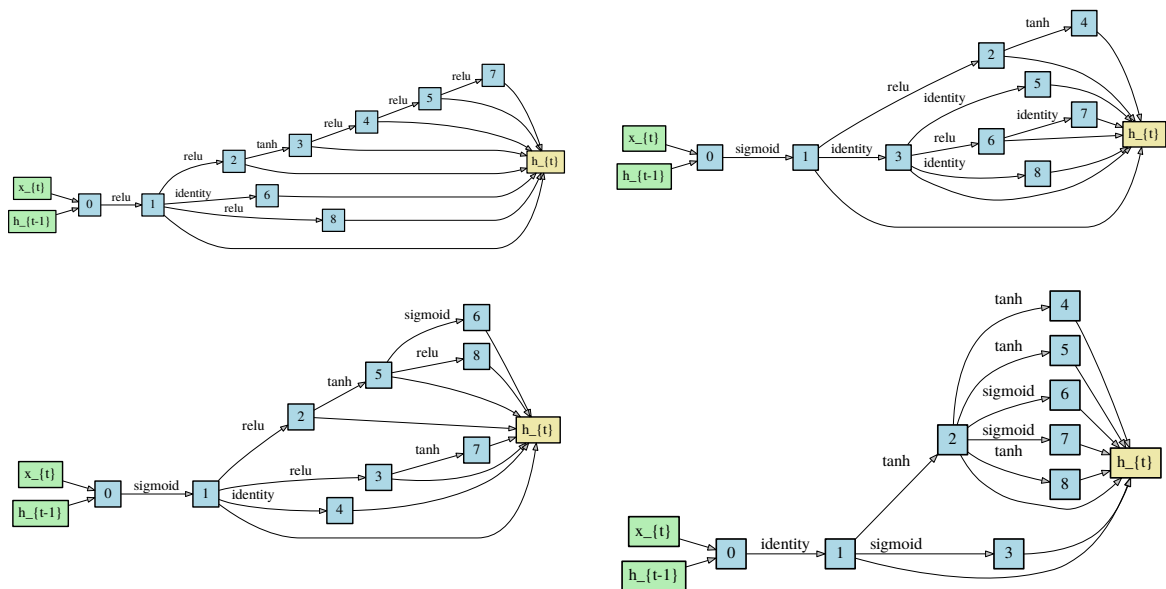 relu
7
relu
5
relu
4
tanh
3
relu
2
h_{t}
identity
6
x_{t}
relu
0
1
relu
8
h_{t-1}
tanh
4
2
relu
identity
5
identity
7
relu
6
h_{t}
x_{t}
0
sigmoid
1
identity
3
identity
8
h_{t-1}
sigmoid
6
relu
8
tanh
5
relu
2
h_{t}
tanh
7
relu
3
x_{t}
0
sigmoid
1
identity
4
h_{t-1}
tanh
4
tanh
5
sigmoid
6
2
sigmoid
7
tanh
8
h_{t}
tanh
x_{t}
0
identity
1
sigmoid
3
h_{t-1}